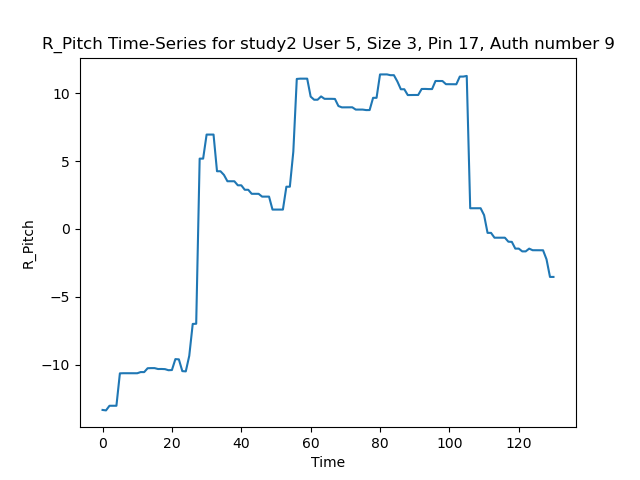 R_Pitch Time-Series for study2 User 5, Size 3, Pin 17, Auth number 9
10
5
0
−5
−10
R_Pitch
0 20 40 60 80 100 120
Time